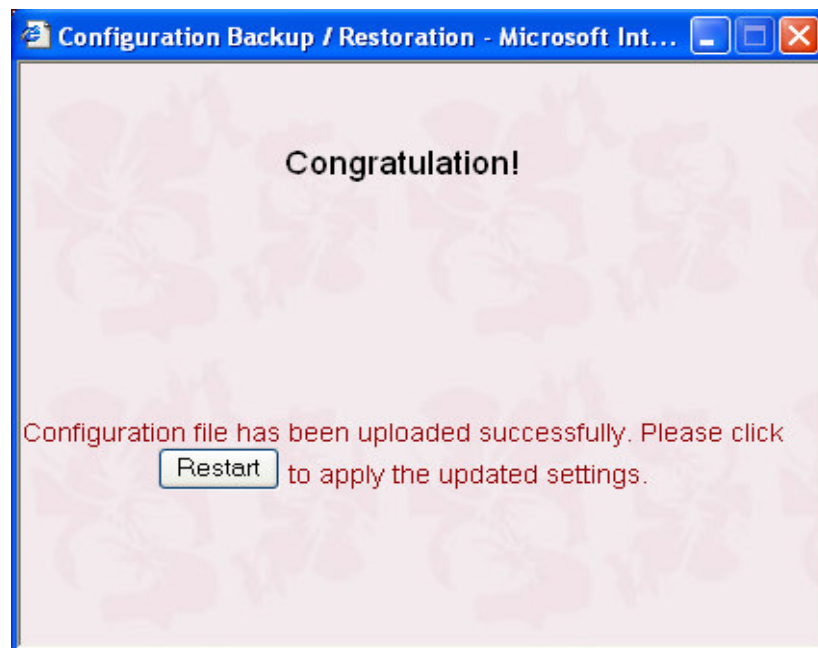 Configuration Backup / Restoration - Microsoft Int...
Congratulation!
Configuration file has been uploaded successfully. Please click
Restart to apply the updated settings.